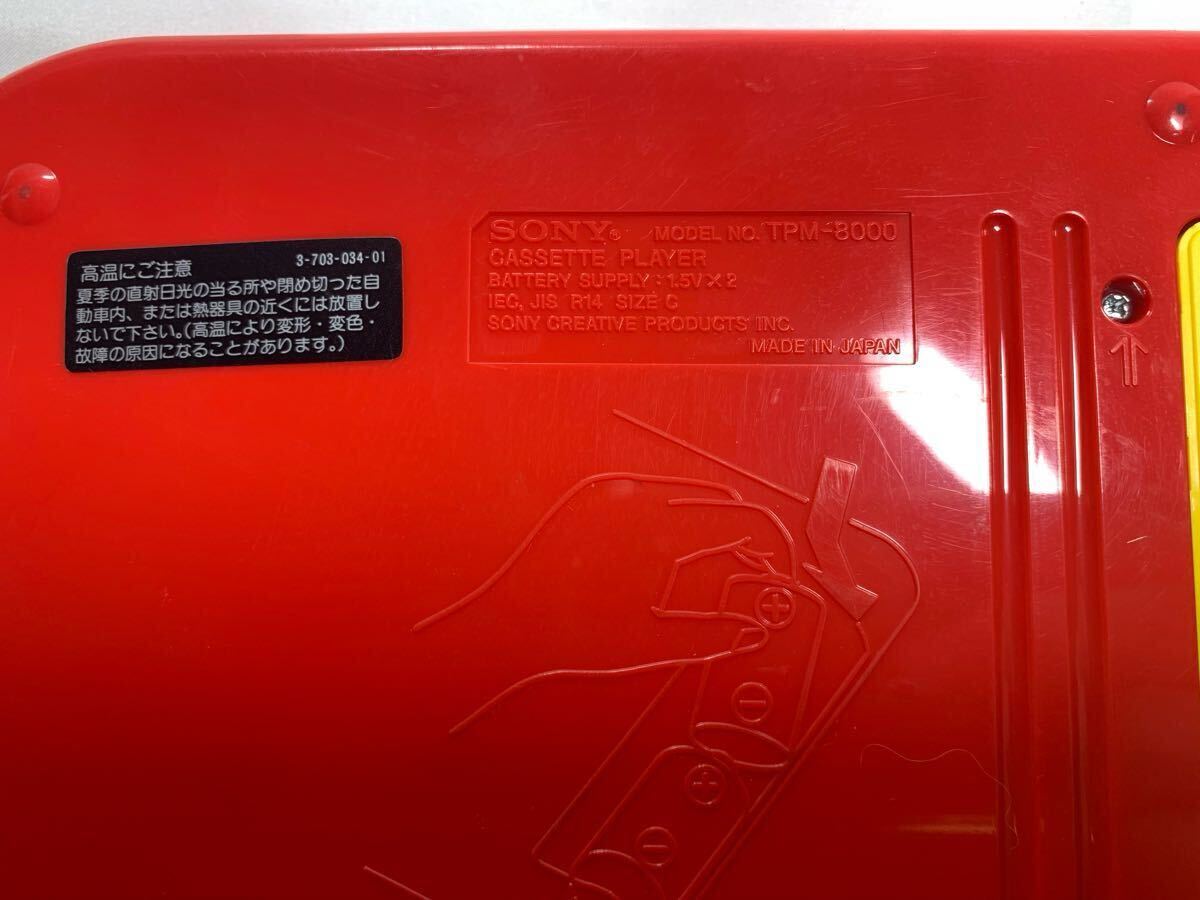 高温にご注意 3-703-034-01
夏季の直射日光の当る所や閉め切った自
動車内、または熱器具の近くには放置し
ないで下さい。(高温により変形・変色・
故障の原因になることがあります。)
SONY® MODEL NO. TPM-8000
CASSETTE PLAYER
BATTERY SUPPLY : 1.5V × 2
IEC, JIS R14 SIZE C
SONY CREATIVE PRODUCTS INC.
MADE IN JAPAN
+
−
+
−